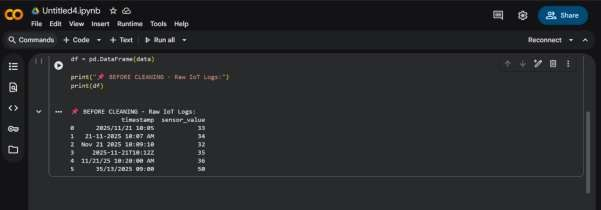 Untitled4.ipynb
Share
File Edit View Insert Runtime Tools Help
Commands + Code + Text Run all Reconnect
[ ]
df = pd.DataFrame(data)
print("📌 BEFORE CLEANING - Raw IoT Logs:")
print(df)
📌 BEFORE CLEANING - Raw IoT Logs:
timestamp sensor_value
0 2025/11/21 10:05 33
1 21-11-2025 10:07 AM 34
2 Nov 21 2025 10:09:10 32
3 2025-11-21T10:12Z 35
4 11/21/25 10:20:00 AM 36
5 35/13/2025 09:00 50